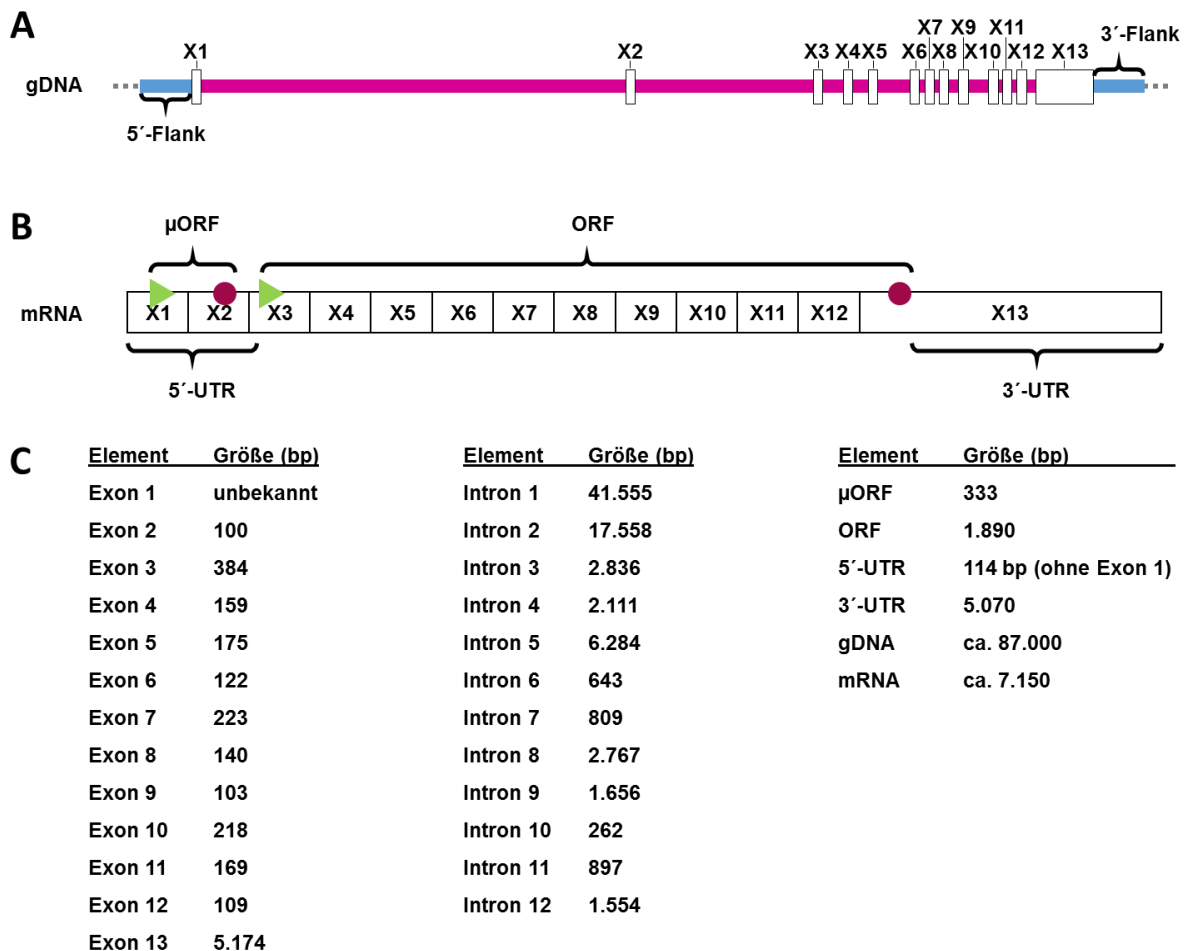 A
X1 X2 X3 X4 X5 X6 X7 X8 X9 X10 X11 X12 X13 3´-Flank
gDNA
5´-Flank
B
µORF ORF
mRNA X1 X2 X3 X4 X5 X6 X7 X8 X9 X10 X11 X12 X13
5´-UTR 3´-UTR
C
Element Größe (bp) Element Größe (bp) Element Größe (bp)
Exon 1 unbekannt Intron 1 41.555 µORF 333
Exon 2 100 Intron 2 17.558 ORF 1.890
Exon 3 384 Intron 3 2.836 5´-UTR 114 bp (ohne Exon 1)
Exon 4 159 Intron 4 2.111 3´-UTR 5.070
Exon 5 175 Intron 5 6.284 gDNA ca. 87.000
Exon 6 122 Intron 6 643 mRNA ca. 7.150
Exon 7 223 Intron 7 809
Exon 8 140 Intron 8 2.767
Exon 9 103 Intron 9 1.656
Exon 10 218 Intron 10 262
Exon 11 169 Intron 11 897
Exon 12 109 Intron 12 1.554
Exon 13 5.174